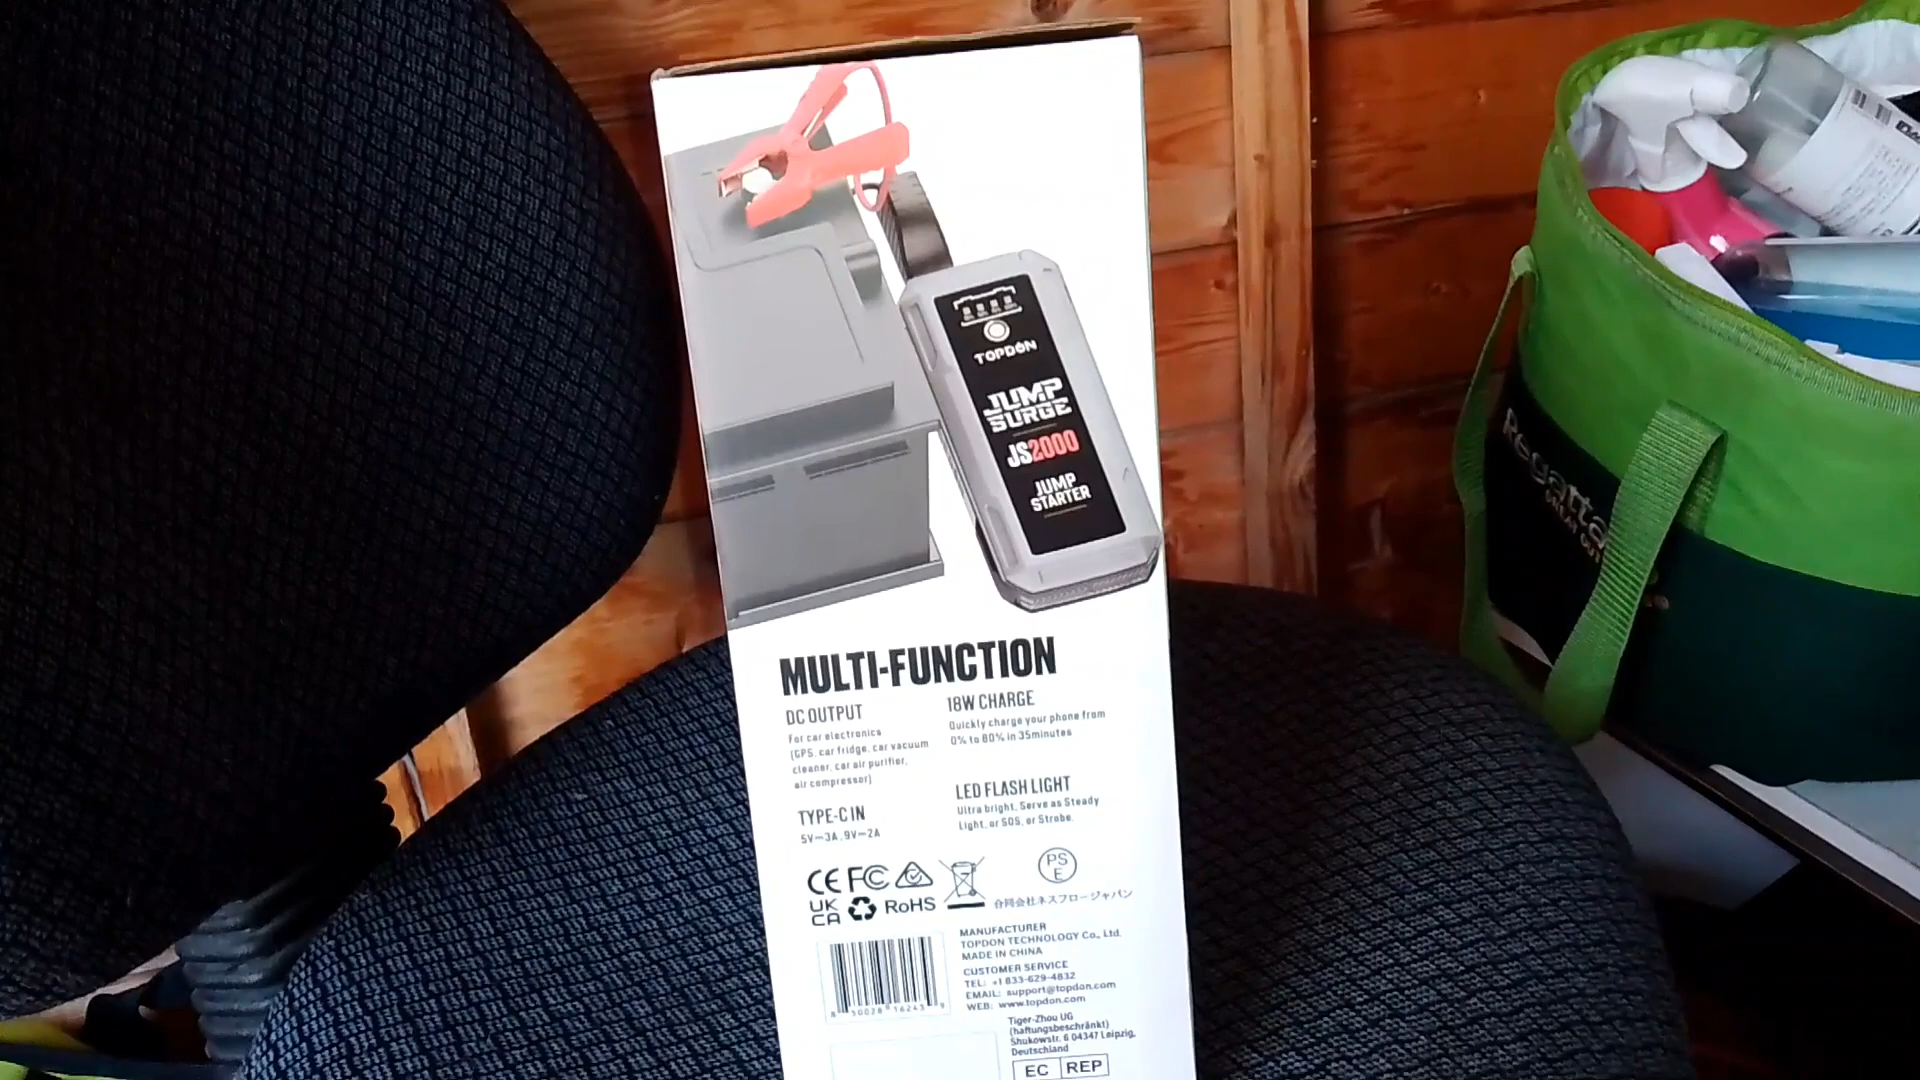 TOPDON
JUMP
SURGE
JS2000
JUMP
STARTER
MULTI-FUNCTION
DC OUTPUT
For car electronics
(GPS, car fridge, car vacuum
cleaner, car air purifier,
air compressor)
18W CHARGE
Quickly charge your phone from
0% to 80% in 35minutes
TYPE-C IN
5V⎓3A, 9V⎓2A
LED FLASH LIGHT
Ultra bright. Serve as Steady
Light, or SOS, or Strobe.
CE FC
UK
CA
RoHS
PS
E
合同会社ネスフロージャパン
MANUFACTURER
TOPDON TECHNOLOGY Co., Ltd.
MADE IN CHINA
CUSTOMER SERVICE
TEL: +1 833-629-4832
EMAIL: support@topdon.com
WEB: www.topdon.com
Tiger-Zhou UG
(haftungsbeschränkt)
Shukowstr. 6 04347 Leipzig,
Deutschland
EC REP
Regatta
GREAT OUT